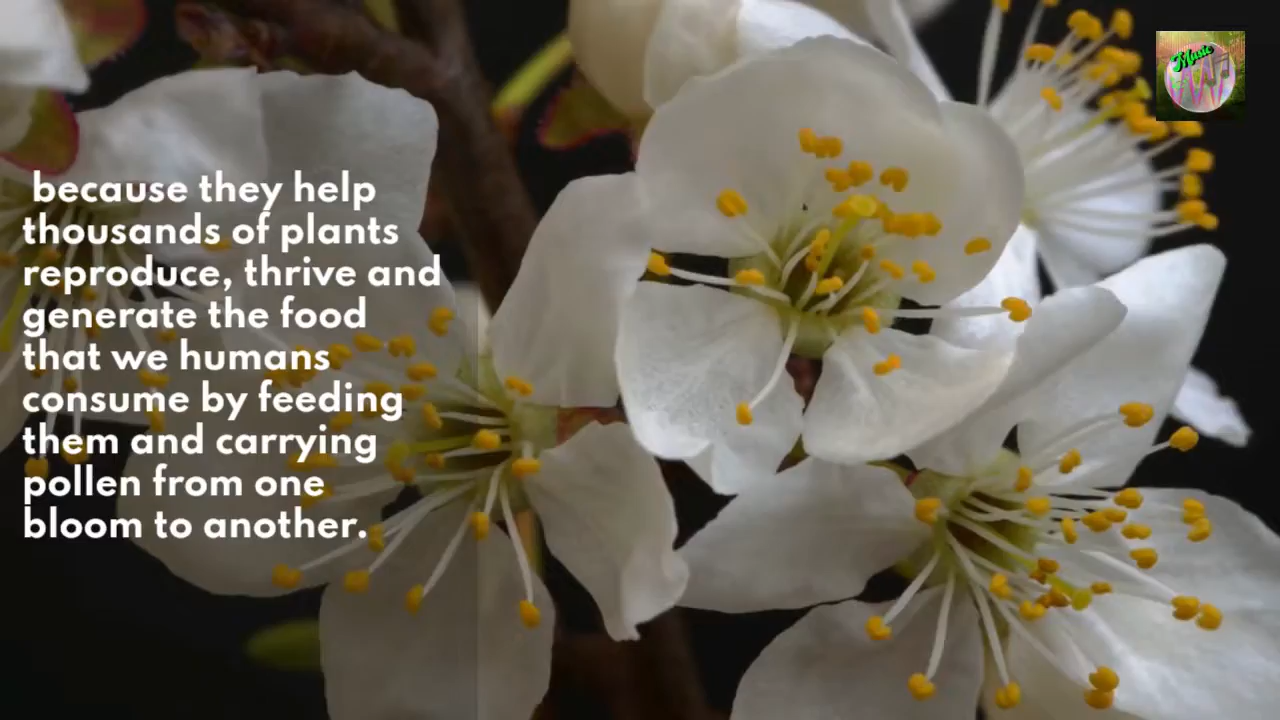 because they help
thousands of plants
reproduce, thrive and
generate the food
that we humans
consume by feeding
them and carrying
pollen from one
bloom to another.
Music